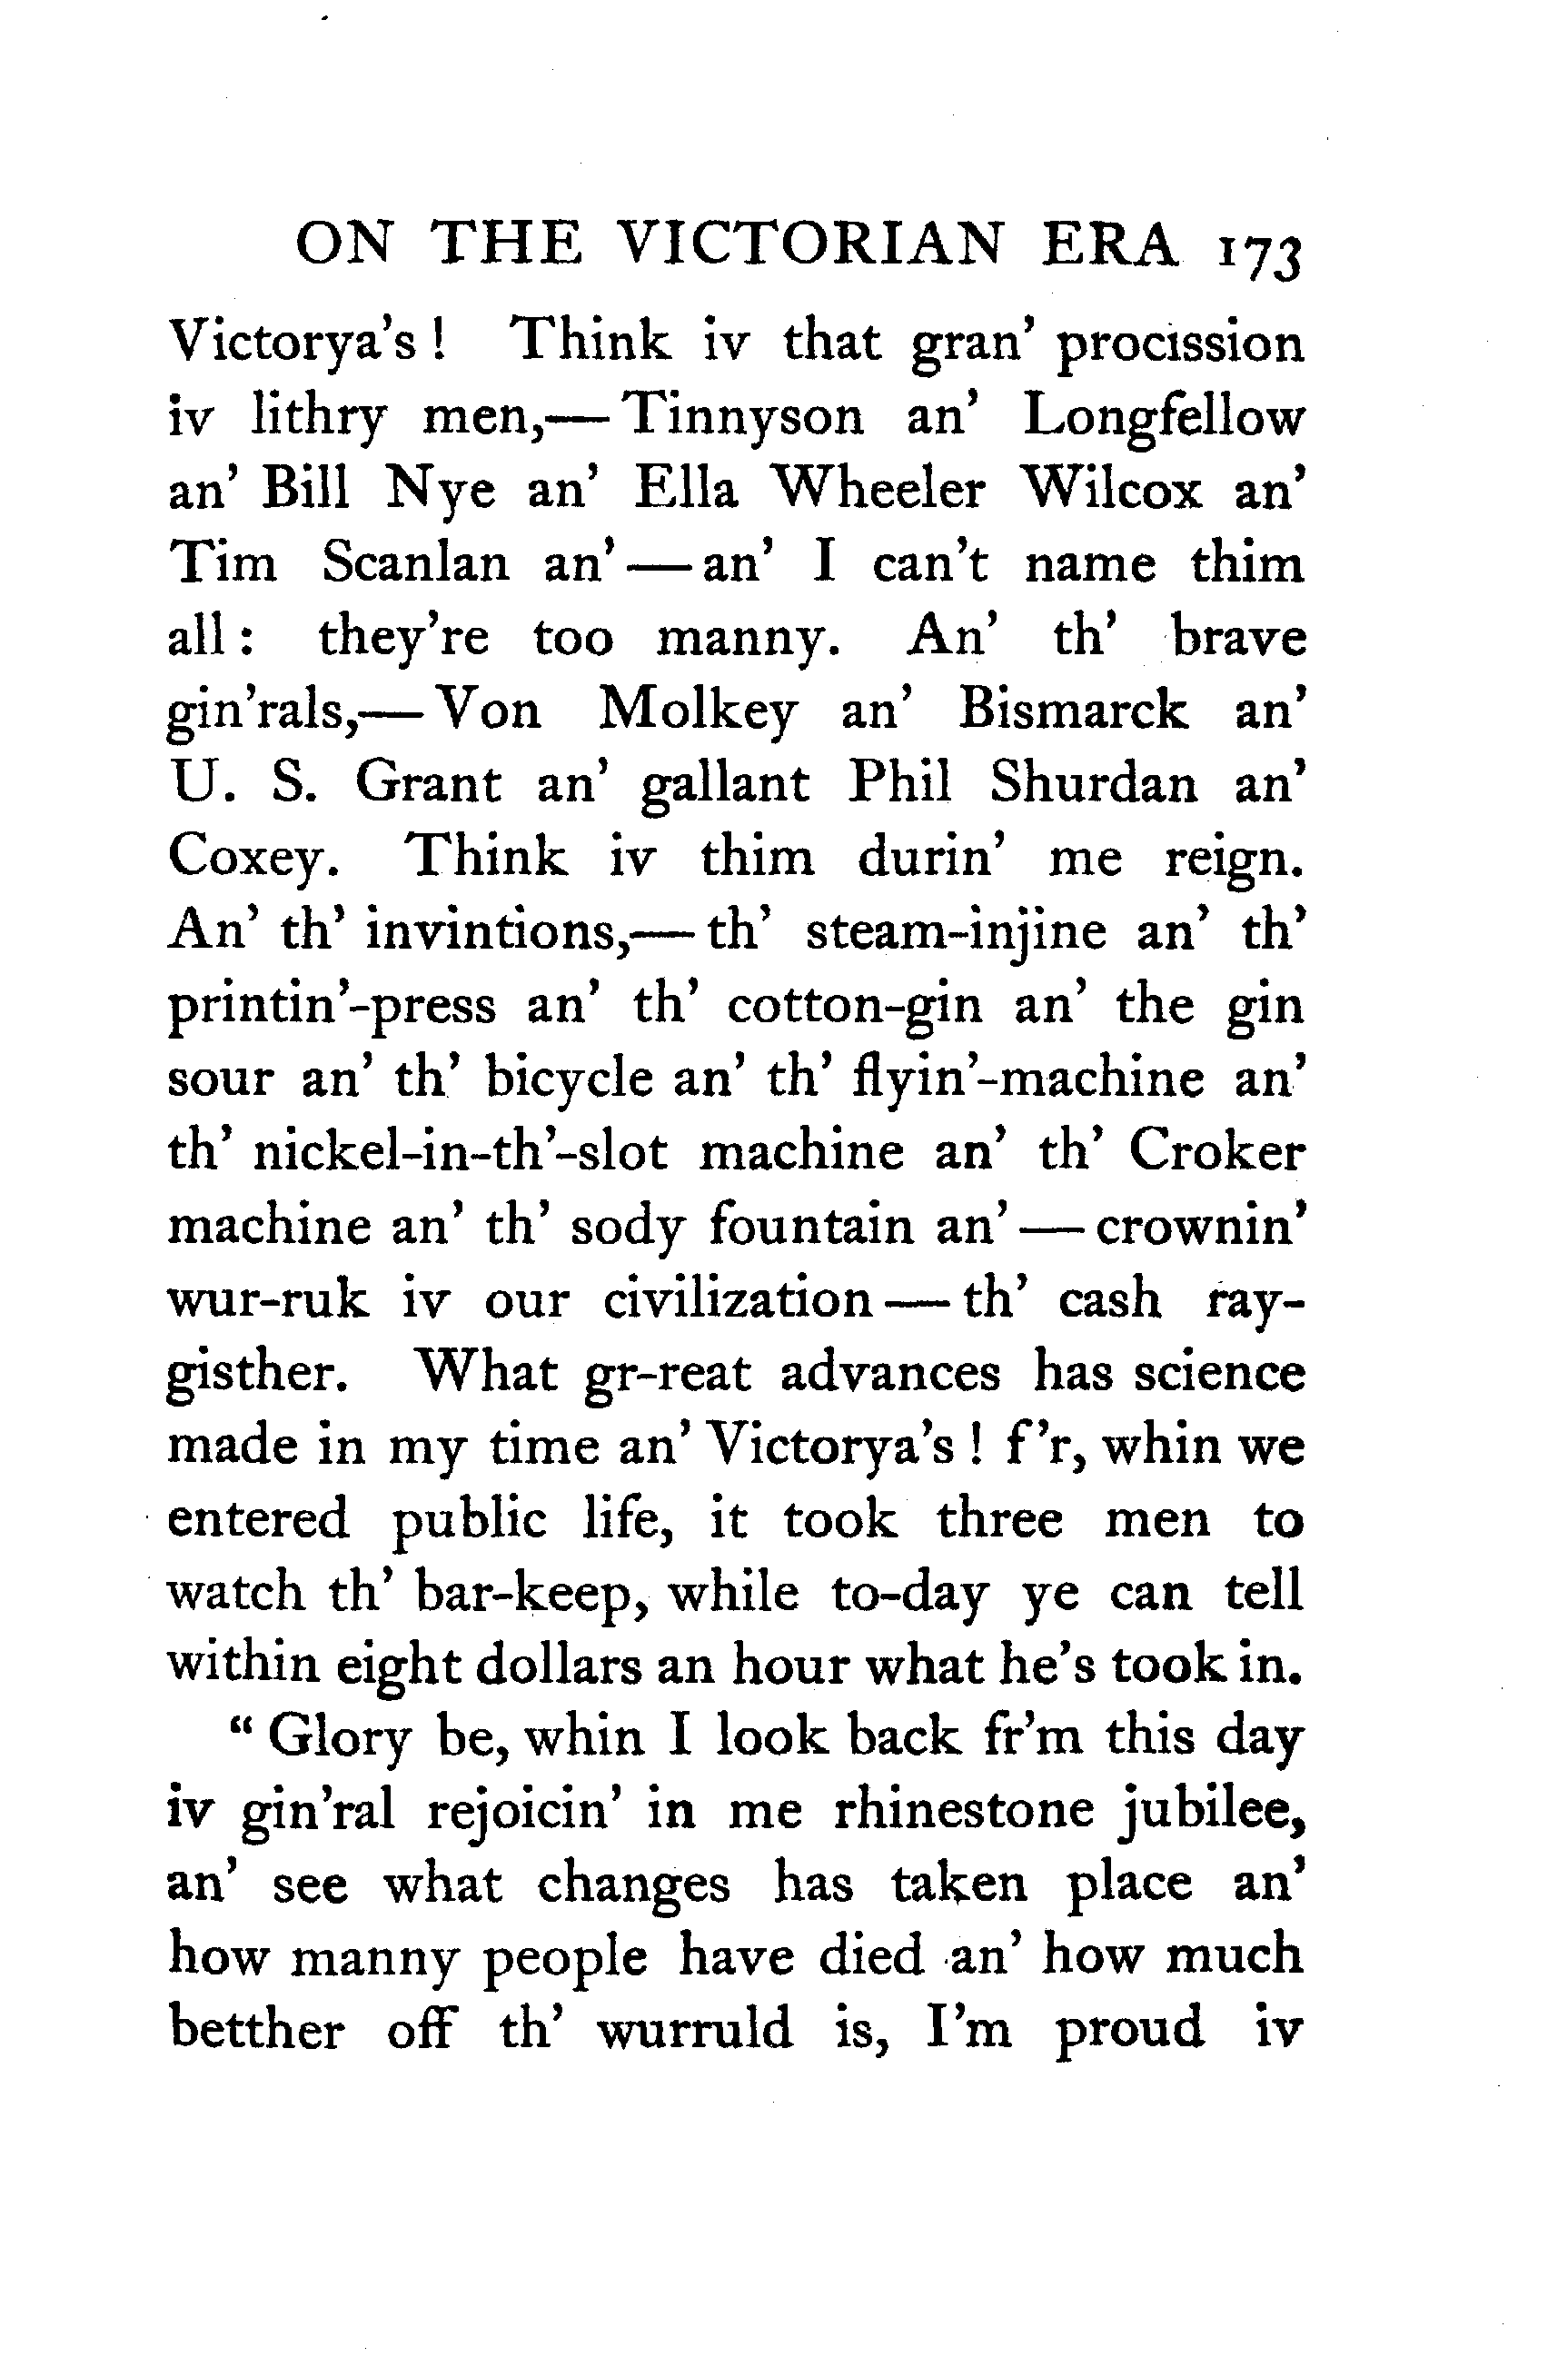 ON THE VICTORIAN ERA 173
Victorya's! Think iv that gran' procission
iv lithry men,—Tinnyson an' Longfellow
an' Bill Nye an' Ella Wheeler Wilcox an'
Tim Scanlan an'—an' I can't name thim
all: they're too manny. An' th' brave
gin'rals,—Von Molkey an' Bismarck an'
U. S. Grant an' gallant Phil Shurdan an'
Coxey. Think iv thim durin' me reign.
An' th' invintions,—th' steam-injine an' th'
printin'-press an' th' cotton-gin an' the gin
sour an' th' bicycle an' th' flyin'-machine an'
th' nickel-in-th'-slot machine an' th' Croker
machine an' th' sody fountain an'—crownin'
wur-ruk iv our civilization—th' cash ray-
gisther. What gr-reat advances has science
made in my time an' Victorya's! f'r, whin we
entered public life, it took three men to
watch th' bar-keep, while to-day ye can tell
within eight dollars an hour what he's took in.
"Glory be, whin I look back fr'm this day
iv gin'ral rejoicin' in me rhinestone jubilee,
an' see what changes has taken place an'
how manny people have died an' how much
betther off th' wurruld is, I'm proud iv